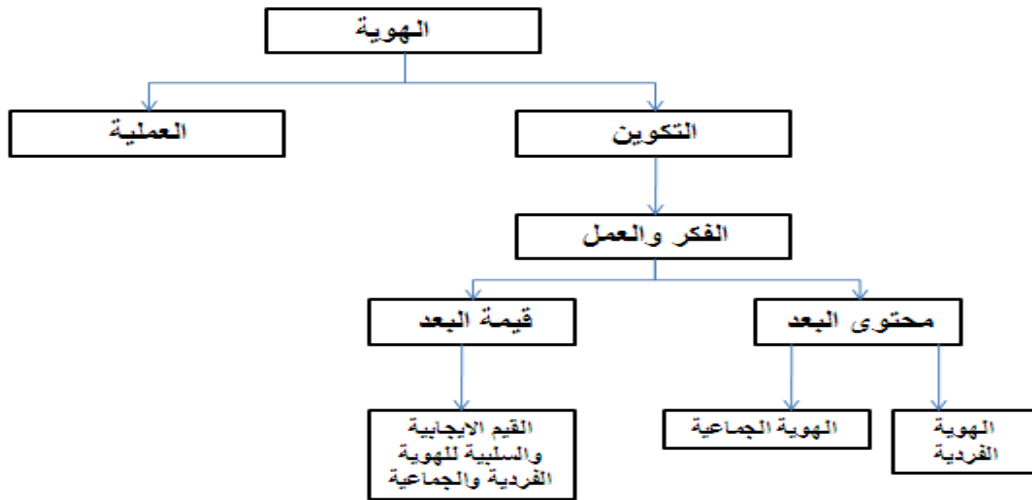 الهوية
التكوين
العملية
الفكر والعمل
محتوى البعد
قيمة البعد
الهوية
الفردية
الهوية الجماعية
القيم الايجابية
والسلبية للهوية
الفردية والجماعية